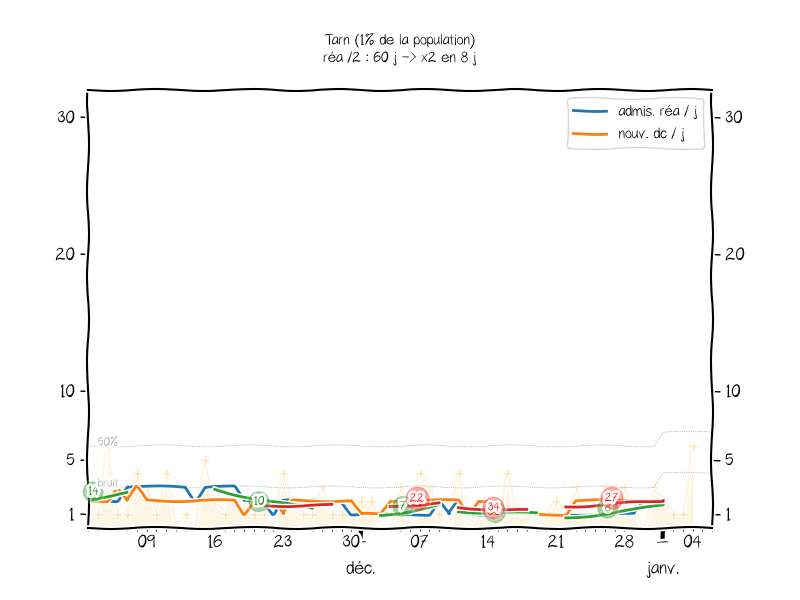 Tarn (1% de la population)
réa /2 : 60 j -> x2 en 8 j
admis. réa / j
nouv. dc / j
30 30
20 20
10 10
50%
5 5
bruit
14 10 7 22 34 27
1 1
09 16 23 30 07 14 21 28 04
déc. janv.